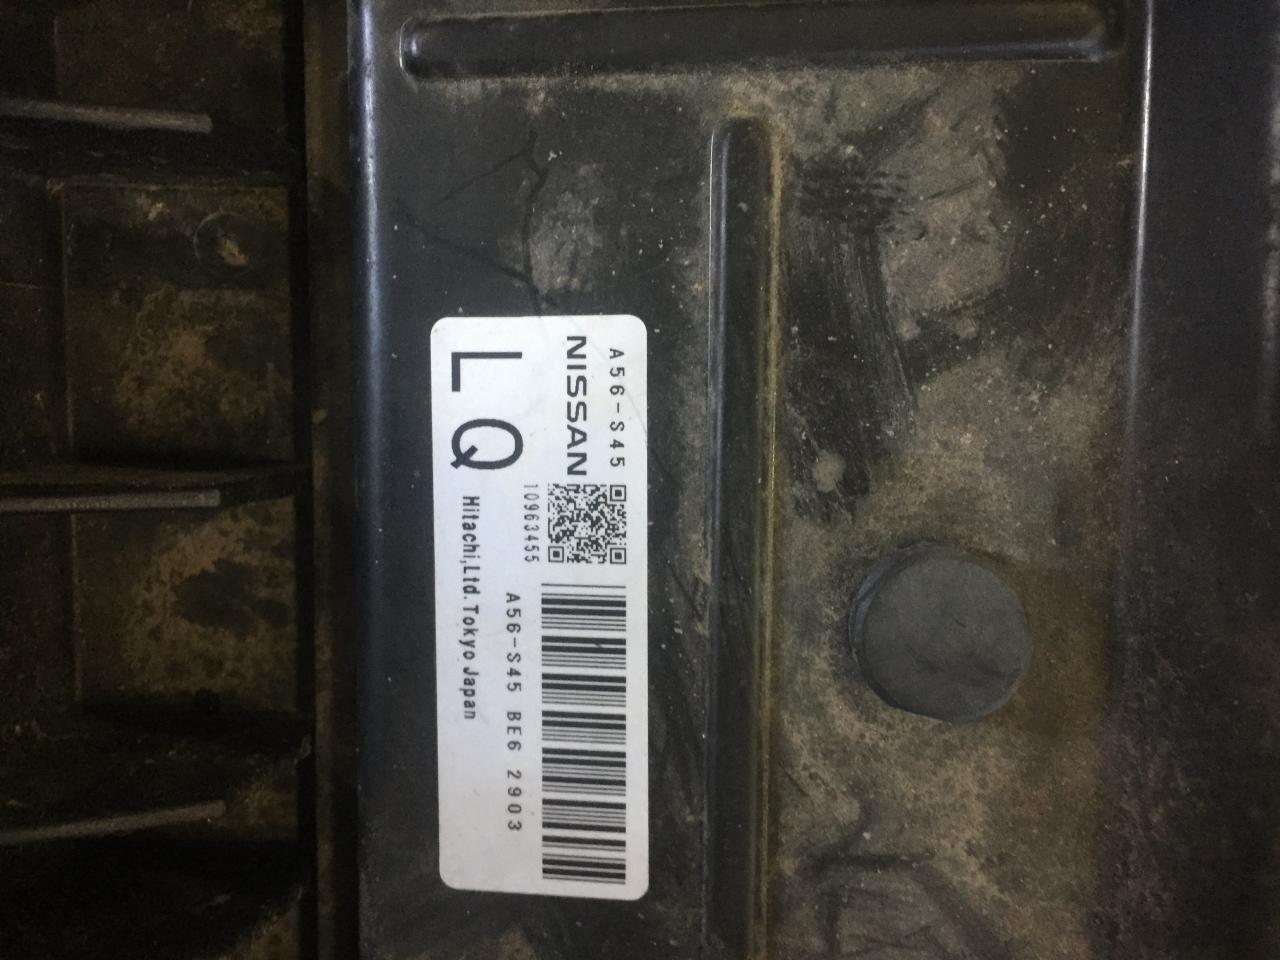 A56-S45
NISSAN
LQ
10963455
A56-S45 BE6 2903
Hitachi,Ltd. Tokyo Japan